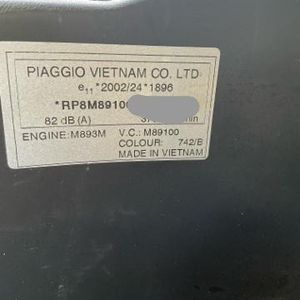 PIAGGIO VIETNAM CO. LTD
e11*2002/24*1896
*RP8M8910
82 dB (A)
ENGINE: M893M V.C.: M89100
COLOUR: 742/B
MADE IN VIETNAM